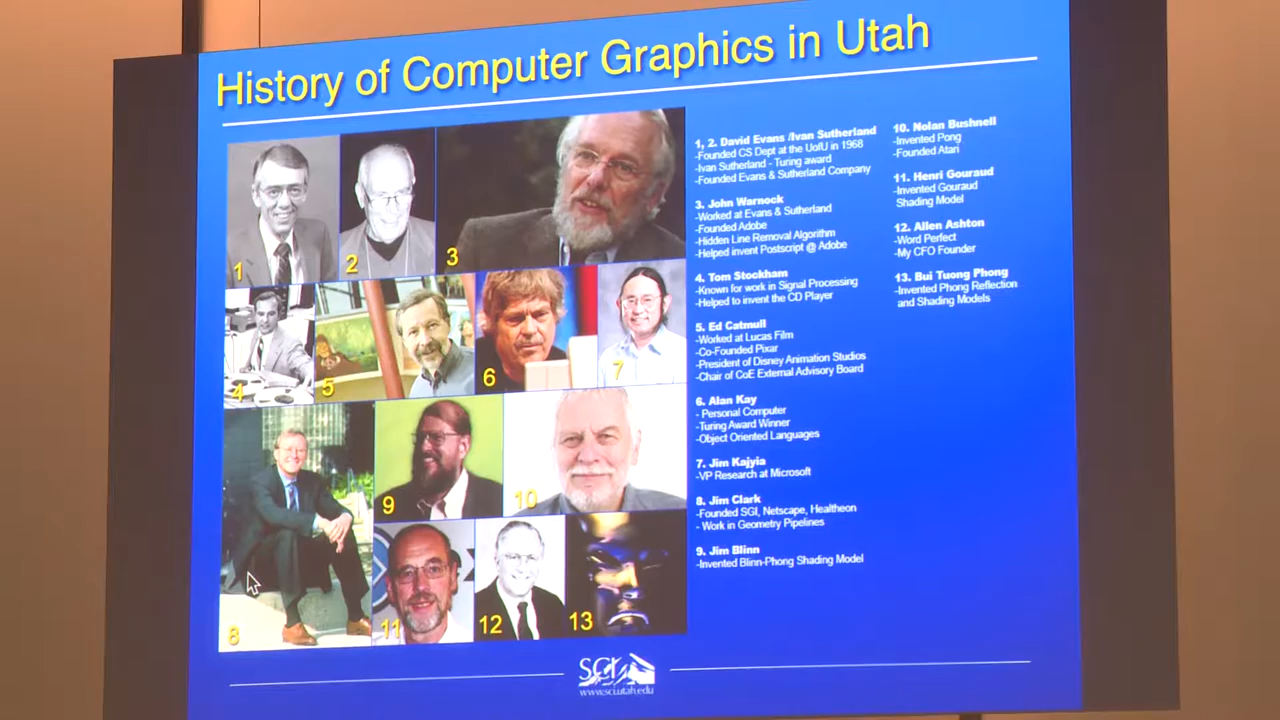 History of Computer Graphics in Utah
1
2
3
4
5
6
7
8
9
10
11
12
13
1, 2. David Evans /Ivan Sutherland
-Founded CS Dept at the UofU in 1968
-Ivan Sutherland - Turing award
-Founded Evans & Sutherland Company
3. John Warnock
-Worked at Evans & Sutherland
-Founded Adobe
-Hidden Line Removal Algorithm
-Helped invent Postscript @ Adobe
4. Tom Stockham
-Known for work in Signal Processing
-Helped to invent the CD Player
5. Ed Catmull
-Worked at Lucas Film
-Co-Founded Pixar
-President of Disney Animation Studios
-Chair of CoE External Advisory Board
6. Alan Kay
- Personal Computer
-Turing Award Winner
-Object Oriented Languages
7. Jim Kajyia
-VP Research at Microsoft
8. Jim Clark
-Founded SGI, Netscape, Healtheon
- Work in Geometry Pipelines
9. Jim Blinn
-Invented Blinn-Phong Shading Model
10. Nolan Bushnell
-Invented Pong
-Founded Atari
11. Henri Gouraud
-Invented Gouraud
Shading Model
12. Allen Ashton
-Word Perfect
-My CFO Founder
13. Bui Tuong Phong
-Invented Phong Reflection
and Shading Models
SCI
www.sci.utah.edu